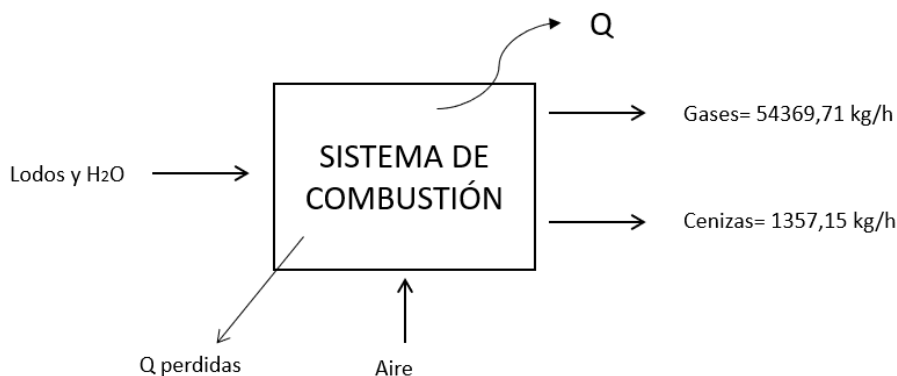 Q
Gases= 54369,71 kg/h
SISTEMA DE
COMBUSTIÓN
Lodos y H2O
Cenizas= 1357,15 kg/h
Q perdidas
Aire